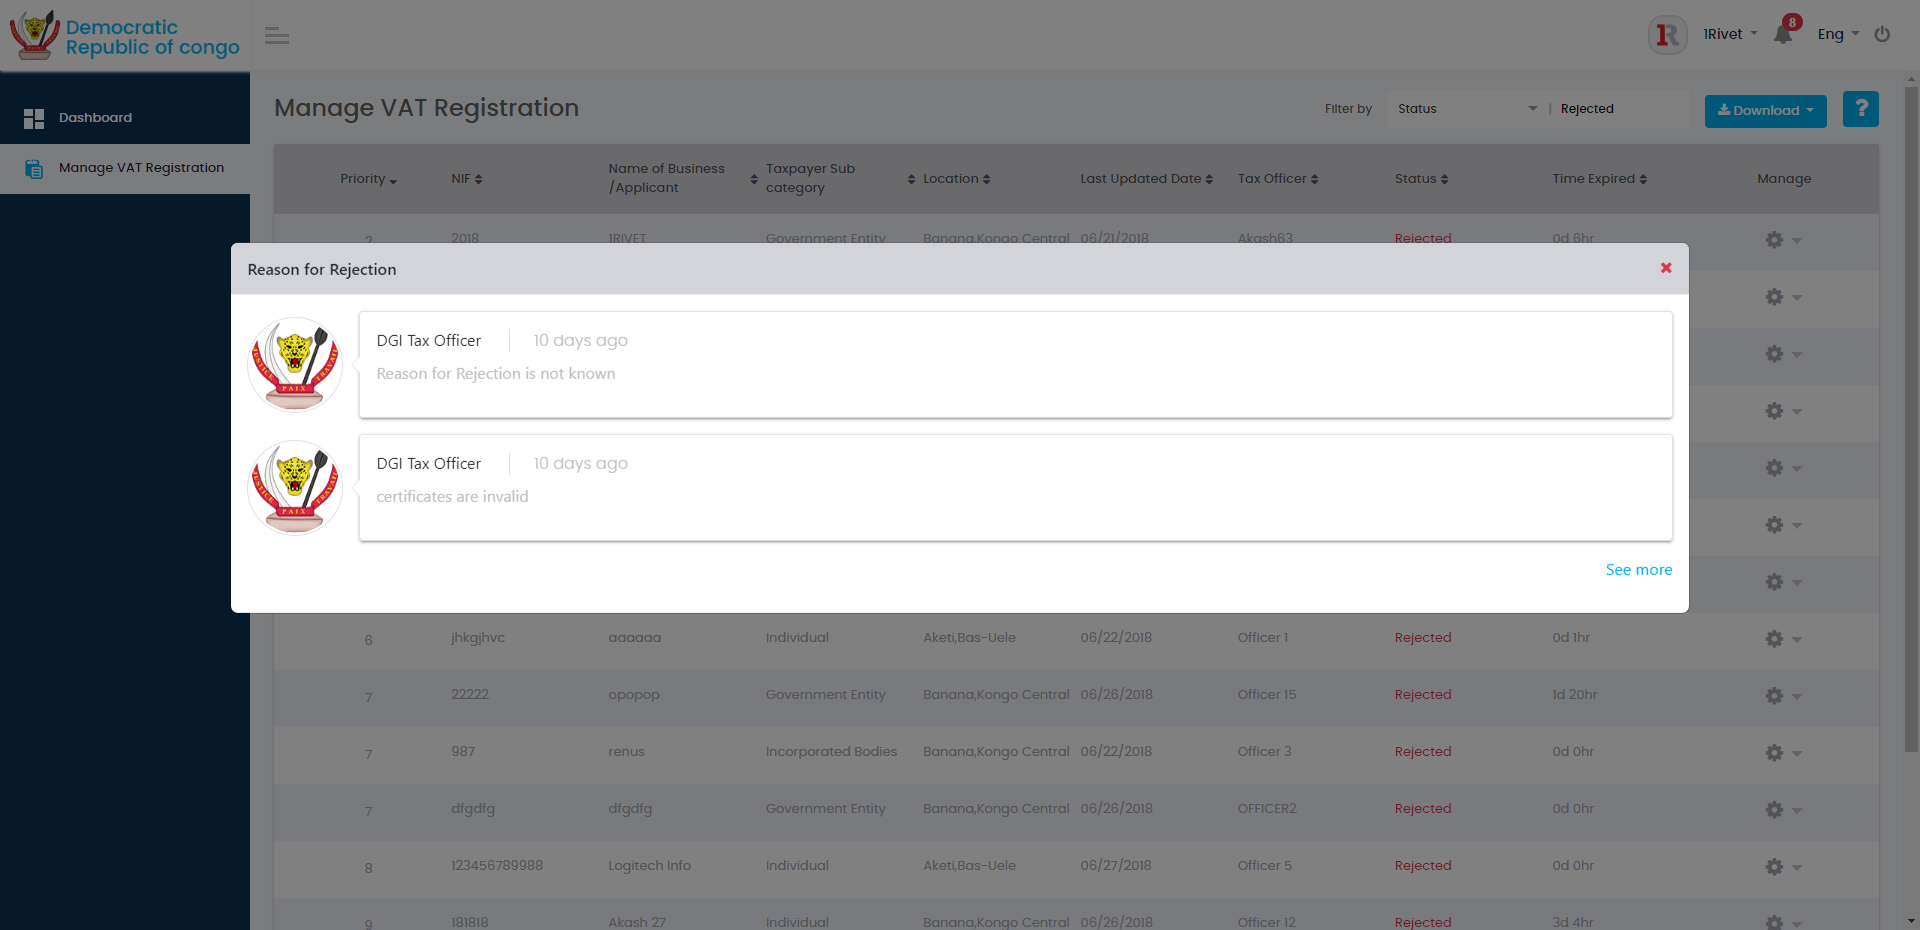 Democratic
Republic of congo
1Rivet
8
Eng
Dashboard
Manage VAT Registration
Manage VAT Registration
Filter by
Status
Rejected
Download
?
Priority NIF Name of Business /Applicant Taxpayer Sub category Location Last Updated Date Tax Officer Status Time Expired Manage
2 2018 1RIVET Government Entity Banana,Kongo Central 06/21/2018 Akash63 Rejected 0d 6hr
Reason for Rejection
DGI Tax Officer 10 days ago
Reason for Rejection is not known
JUSTICE PAIX TRAVAIL
DGI Tax Officer 10 days ago
certificates are invalid
JUSTICE PAIX TRAVAIL
See more
6 jhkgjhvc aaaaaa Individual Aketi,Bas-Uele 06/22/2018 Officer 1 Rejected 0d 1hr
7 22222 opopop Government Entity Banana,Kongo Central 06/26/2018 Officer 15 Rejected 1d 20hr
7 987 renus Incorporated Bodies Banana,Kongo Central 06/22/2018 Officer 3 Rejected 0d 0hr
7 dfgdfg dfgdfg Government Entity Banana,Kongo Central 06/26/2018 OFFICER2 Rejected 0d 0hr
8 123456789988 Logitech Info Individual Aketi,Bas-Uele 06/27/2018 Officer 5 Rejected 0d 0hr
9 181818 Akash 27 Individual Banana,Kongo Central 06/26/2018 Officer 12 Rejected 3d 4hr